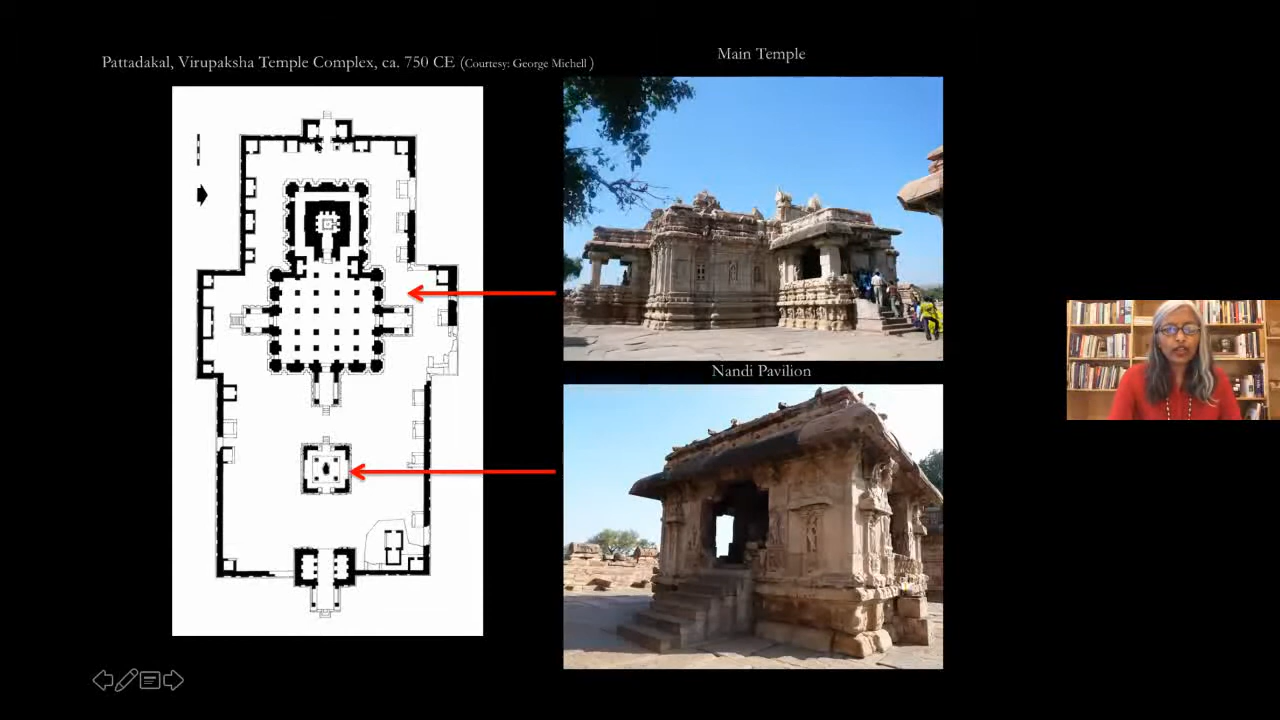 Pattadakal, Virupaksha Temple Complex, ca. 750 CE (Courtesy: George Michell )
Main Temple
Nandi Pavilion